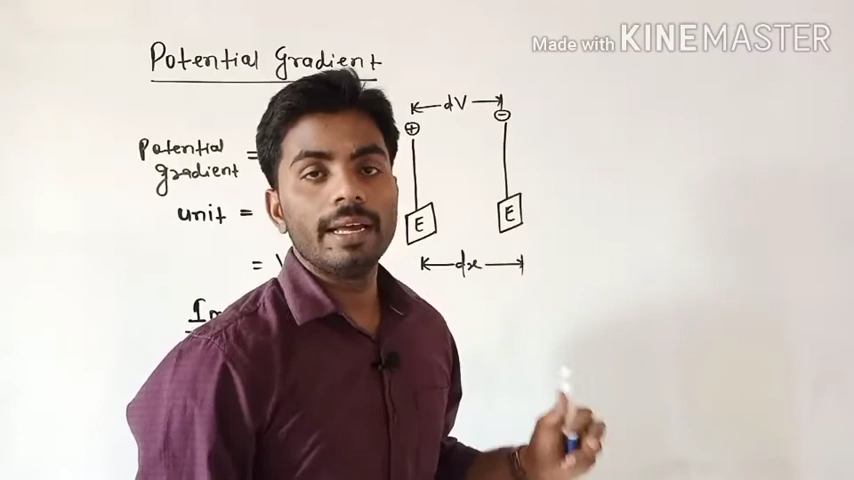 Made with KINEMASTER
Potential Gradient
dV
+ -
Potential =
gradient
unit =
E E
=
dx